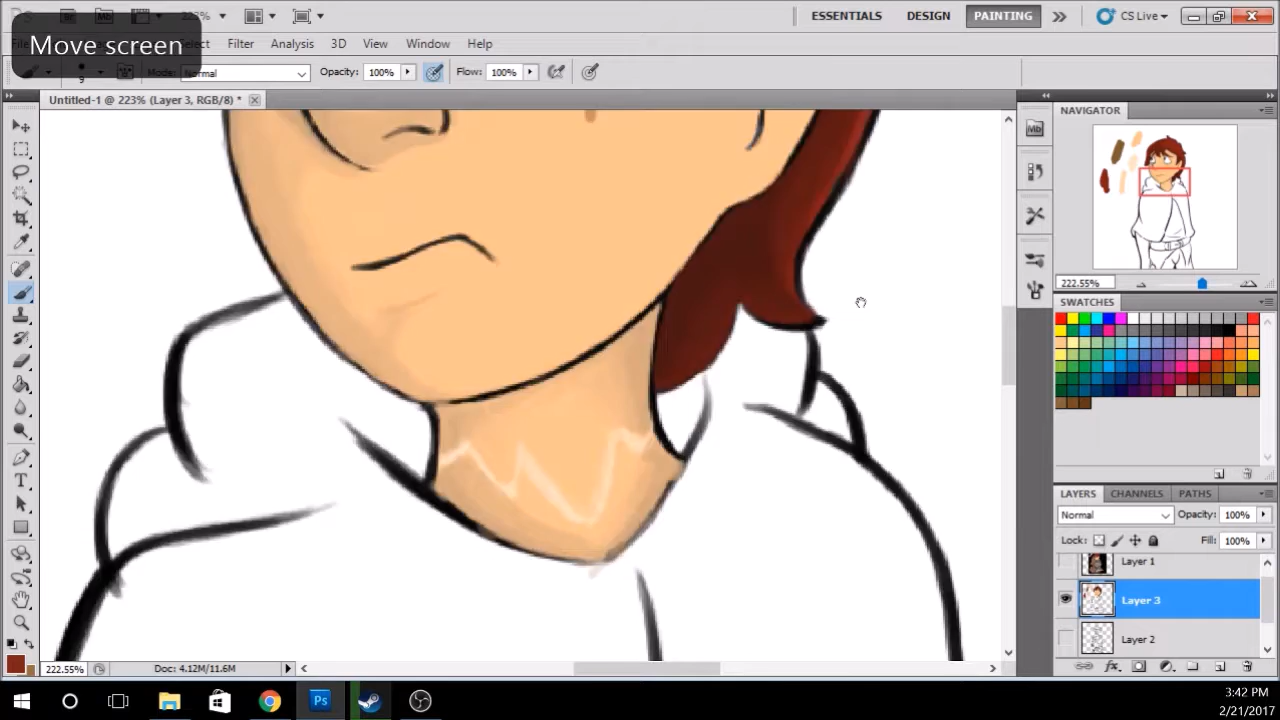 Move screen
223%
ESSENTIALS DESIGN PAINTING CS Live
Filter Analysis 3D View Window Help
9 Mode: Normal Opacity: 100% Flow: 100%
Untitled-1 @ 223% (Layer 3, RGB/8) *
NAVIGATOR
222.55%
SWATCHES
LAYERS CHANNELS PATHS
Normal Opacity: 100%
Lock: Fill: 100%
Layer 1
Layer 3
Layer 2
222.55% Doc: 4.12M/11.6M
Ps
3:42 PM
2/21/2017